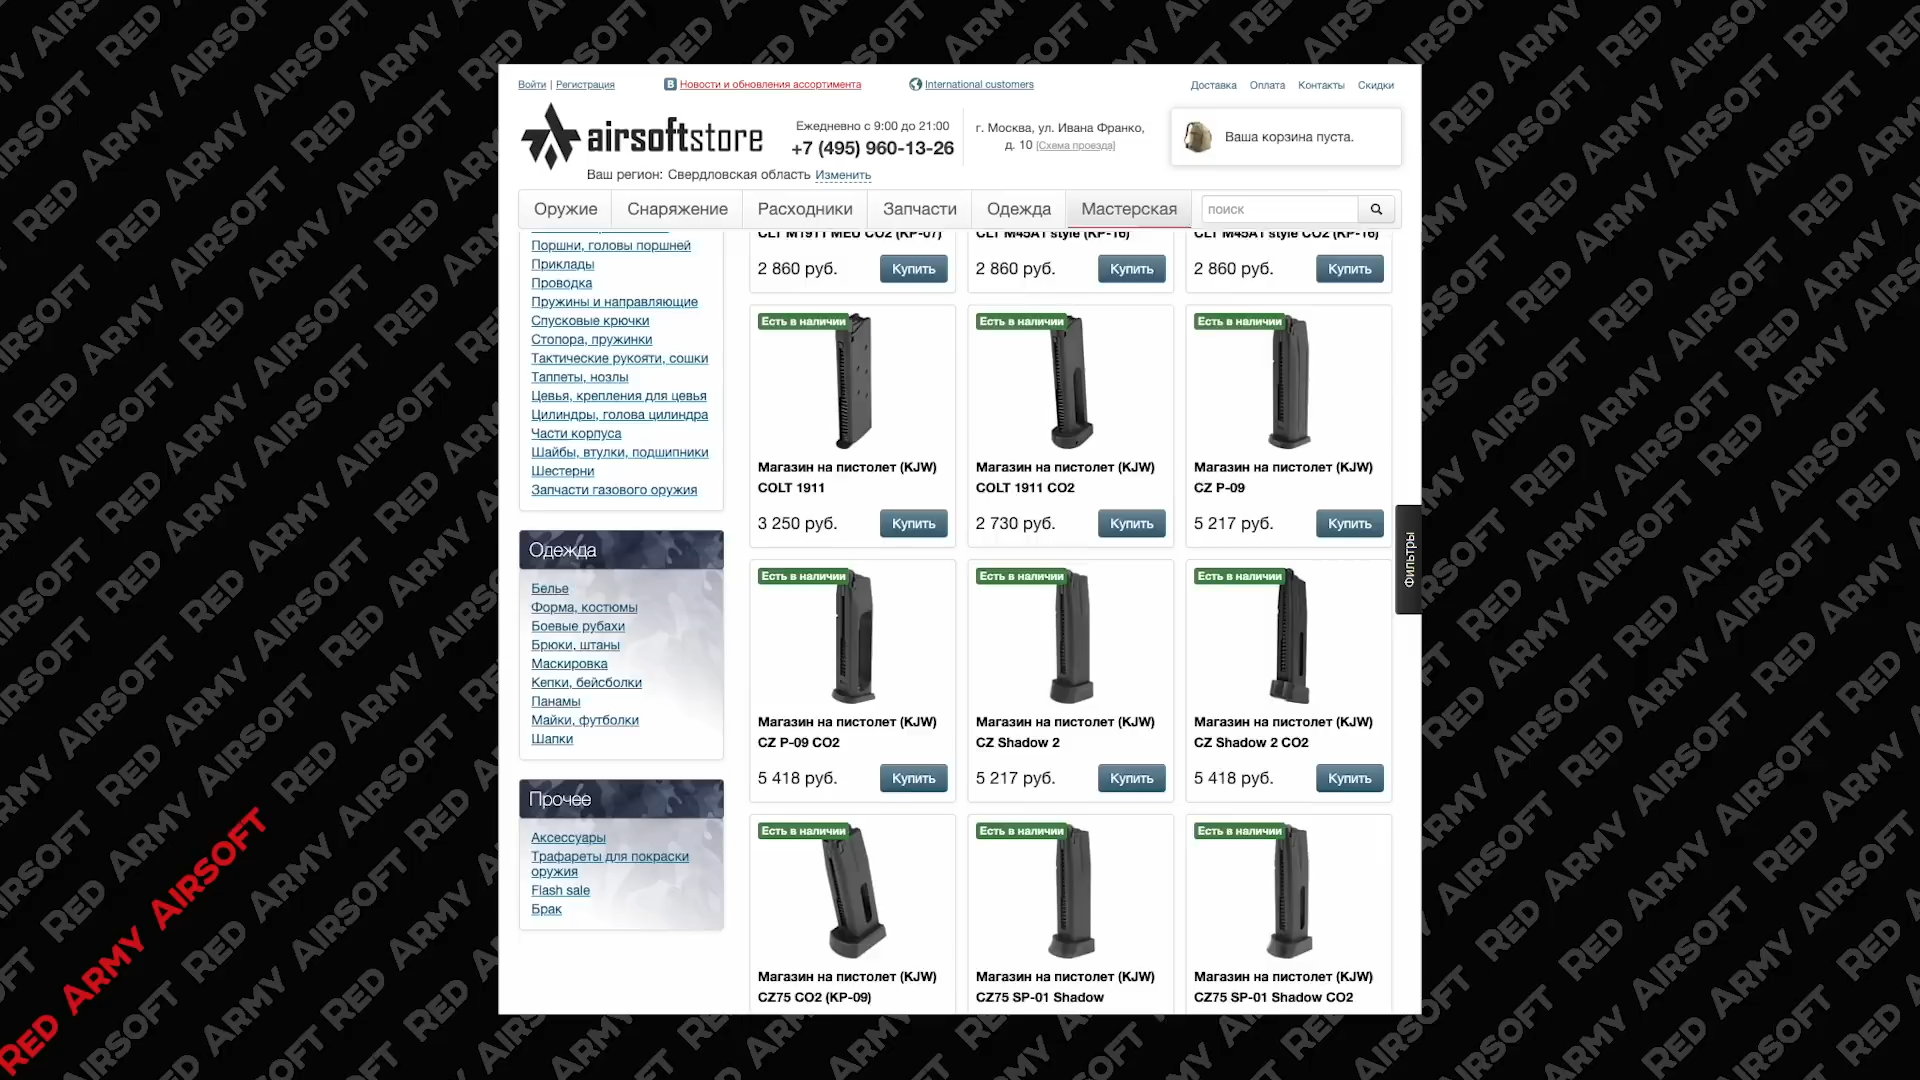 Войти | Регистрация
Новости и обновления ассортимента
International customers
Доставка Оплата Контакты Скидки
airsoftstore
Ежедневно с 9:00 до 21:00
+7 (495) 960-13-26
г. Москва, ул. Ивана Франко,
д. 10 [Схема проезда]
Ваша корзина пуста.
Ваш регион: Свердловская область Изменить
Оружие Снаряжение Расходники Запчасти Одежда Мастерская поиск
Поршни, головы поршней
Приклады
Проводка
Пружины и направляющие
Спусковые крючки
Стопора, пружинки
Тактические рукояти, сошки
Таппеты, нозлы
Цевья, крепления для цевья
Цилиндры, голова цилиндра
Части корпуса
Шайбы, втулки, подшипники
Шестерни
Запчасти газового оружия
Одежда
Белье
Форма, костюмы
Боевые рубахи
Брюки, штаны
Маскировка
Кепки, бейсболки
Панамы
Майки, футболки
Шапки
Прочее
Аксессуары
Трафареты для покраски
оружия
Flash sale
Брак
CLT M1911 MEU CO2 (KP-07) CLT M45A1 style (KP-16) CLT M45A1 style CO2 (KP-16)
2 860 руб. Купить 2 860 руб. Купить 2 860 руб. Купить
Есть в наличии Есть в наличии Есть в наличии
Магазин на пистолет (KJW) Магазин на пистолет (KJW) Магазин на пистолет (KJW)
COLT 1911 COLT 1911 CO2 CZ P-09
3 250 руб. Купить 2 730 руб. Купить 5 217 руб. Купить
Есть в наличии Есть в наличии Есть в наличии
Магазин на пистолет (KJW) Магазин на пистолет (KJW) Магазин на пистолет (KJW)
CZ P-09 CO2 CZ Shadow 2 CZ Shadow 2 CO2
5 418 руб. Купить 5 217 руб. Купить 5 418 руб. Купить
Есть в наличии Есть в наличии Есть в наличии
Магазин на пистолет (KJW) Магазин на пистолет (KJW) Магазин на пистолет (KJW)
CZ75 CO2 (KP-09) CZ75 SP-01 Shadow CZ75 SP-01 Shadow CO2
Фильтры
RED ARMY AIRSOFT